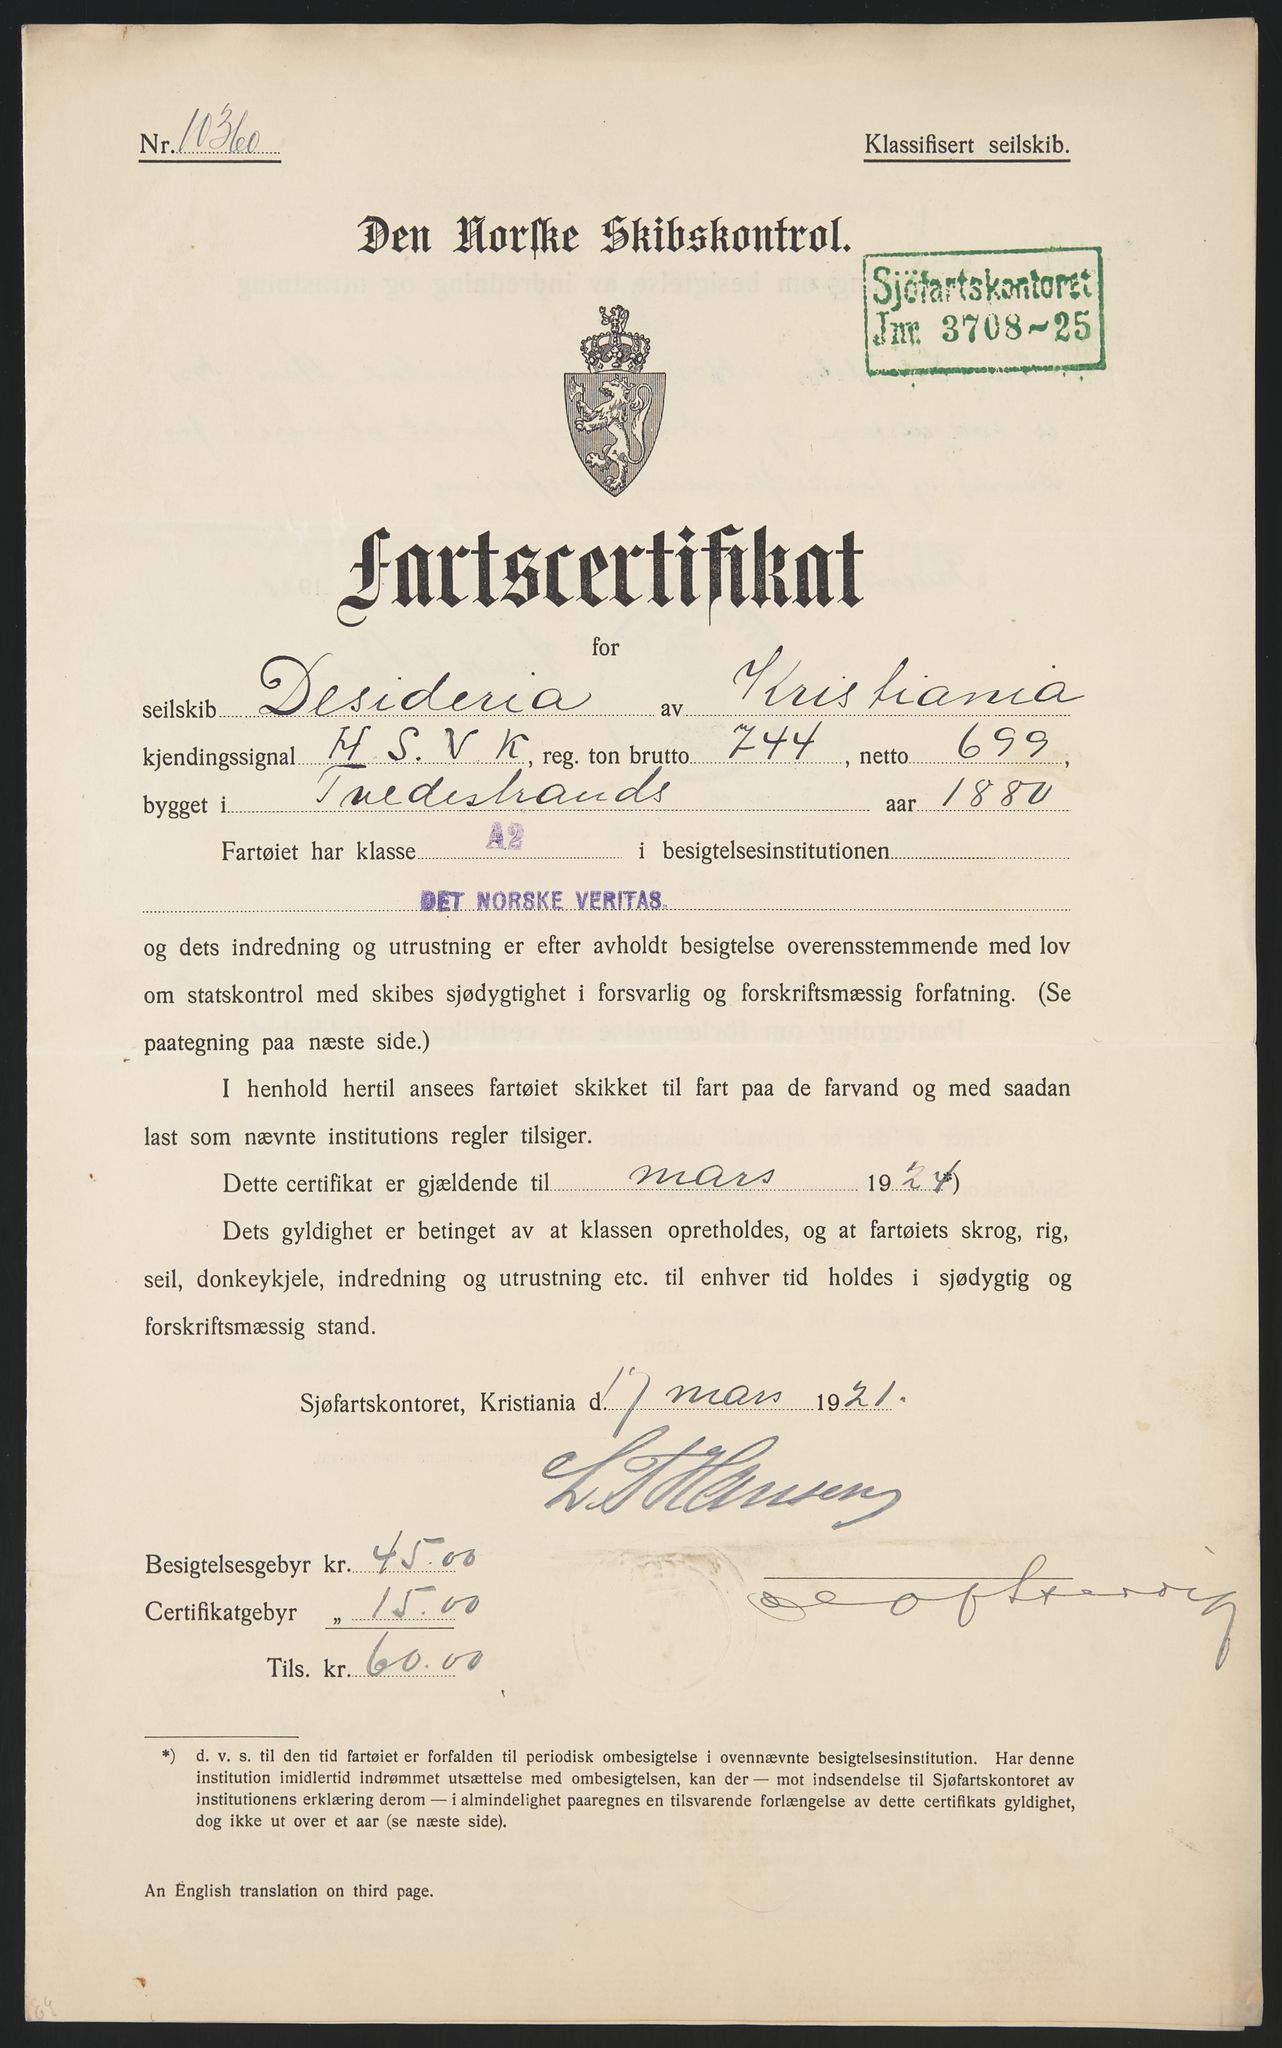 Nr. 10360
Klassifisert seilskib.
Den Norske Skibskontrol.
Sjöfartskontoret
Jnr. 3708-25
Fartscertifikat
for
seilskib Desideria av Kristiania
kjendingssignal H S. V K, reg. ton brutto 744, netto 699,
bygget i Tvedestrands aar 1880
Fartøiet har klasse A2 i besigtelsesinstitutionen
DET NORSKE VERITAS.
og dets indredning og utrustning er efter avholdt besigtelse overensstemmende med lov
om statskontrol med skibes sjødygtighet i forsvarlig og forskriftsmæssig forfatning. (Se
paategning paa næste side.)
I henhold hertil ansees fartøiet skikket til fart paa de farvand og med saadan
last som nævnte institutions regler tilsiger.
Dette certifikat er gjældende til mars 1924*)
Dets gyldighet er betinget av at klassen opretholdes, og at fartøiets skrog, rig,
seil, donkeykjele, indredning og utrustning etc. til enhver tid holdes i sjødygtig og
forskriftsmæssig stand.
Sjøfartskontoret, Kristiania d. 17 mars 1921.
Hansen
Besigtelsesgebyr kr. 45.00
Certifikatgebyr „ 15.00
Tils. kr. 60.00
*) d. v. s. til den tid fartøiet er forfalden til periodisk ombesigtelse i ovennævnte besigtelsesinstitution. Har denne
institution imidlertid indrømmet utsættelse med ombesigtelsen, kan der — mot indsendelse til Sjøfartskontoret av
institutionens erklæring derom — i almindelighet paaregnes en tilsvarende forlængelse av dette certifikats gyldighet,
dog ikke ut over et aar (se næste side).
An English translation on third page.